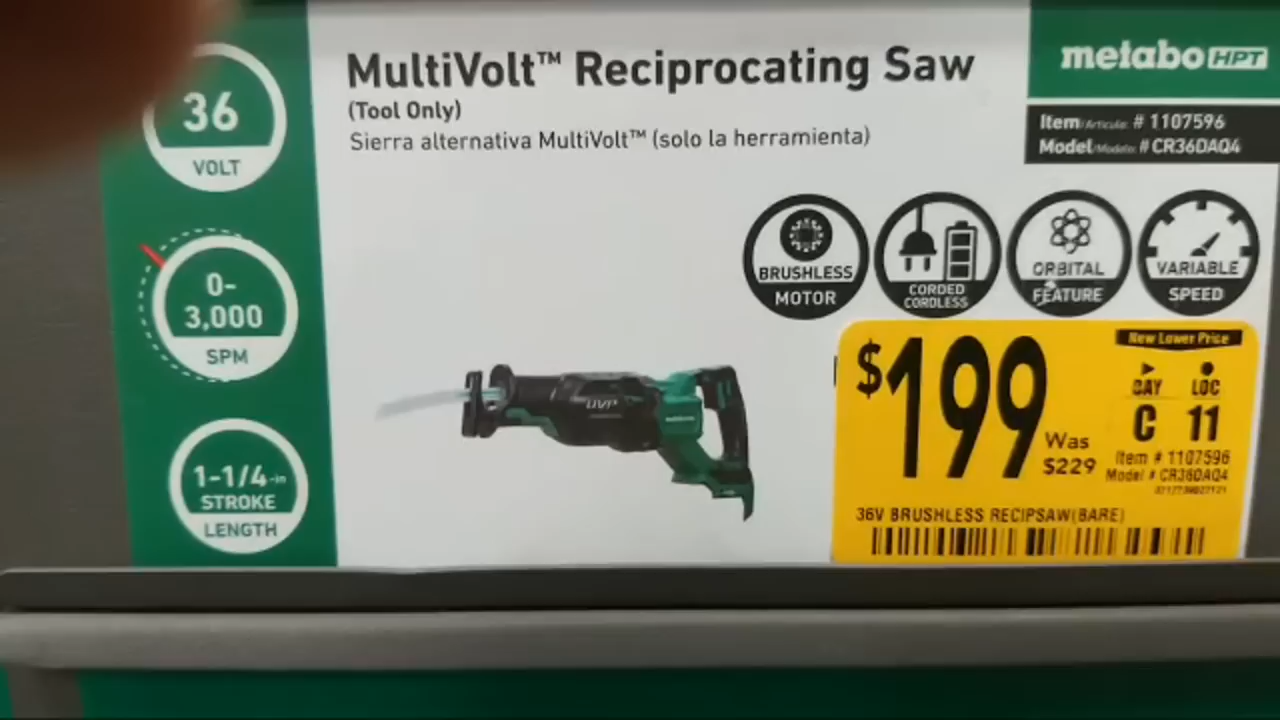 36
VOLT
0-
3,000
SPM
1-1/4-in
STROKE
LENGTH
MultiVolt™ Reciprocating Saw
(Tool Only)
Sierra alternativa MultiVolt™ (solo la herramienta)
metabo HPT
Item/Artículo: # 1107596
Model/Modelo: # CR36DAQ4
BRUSHLESS
MOTOR
CORDED
CORDLESS
ORBITAL
FEATURE
VARIABLE
SPEED
$199
Was
$229
New Lower Price
BAY LOC
C 11
Item # 1107596
Model # CR36DAQ4
36V BRUSHLESS RECIPSAW(BARE)